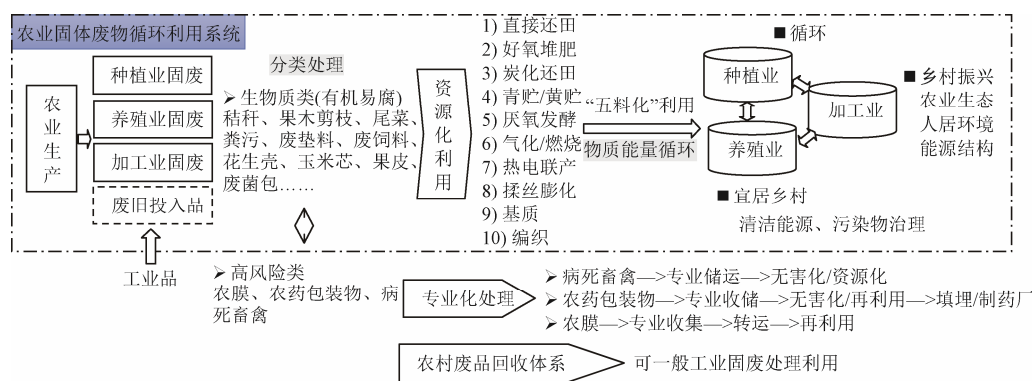 农业固体废物循环利用系统
农业生产
种植业固废
养殖业固废
加工业固废
废旧投入品
工业品
分类处理
➢ 生物质类(有机易腐)
秸秆、果木剪枝、尾菜、
粪污、废垫料、废饲料、
花生壳、玉米芯、果皮、
废菌包……
资源化利用
1) 直接还田
2) 好氧堆肥
3) 炭化还田
4) 青贮/黄贮
5) 厌氧发酵
6) 气化/燃烧
7) 热电联产
8) 揉丝膨化
9) 基质
10) 编织
“五料化”利用
物质能量循环
■ 循环
种植业
加工业
养殖业
■ 乡村振兴
农业生态
人居环境
能源结构
■ 宜居乡村
清洁能源、污染物治理
➢ 高风险类
农膜、农药包装物、病
死畜禽
专业化处理
➢ 病死畜禽—>专业储运—>无害化/资源化
➢ 农药包装物—>专业收储—>无害化/再利用—>填埋/制药厂
➢ 农膜—>专业收集—>转运—>再利用
农村废品回收体系
可一般工业固废处理利用